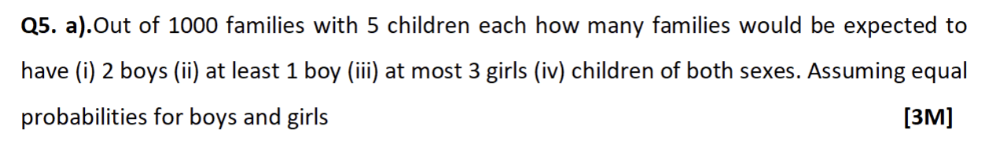 Q5. a).Out of 1000 families with 5 children each how many families would be expected to
have (i) 2 boys (ii) at least 1 boy (iii) at most 3 girls (iv) children of both sexes. Assuming equal
probabilities for boys and girls [3M]